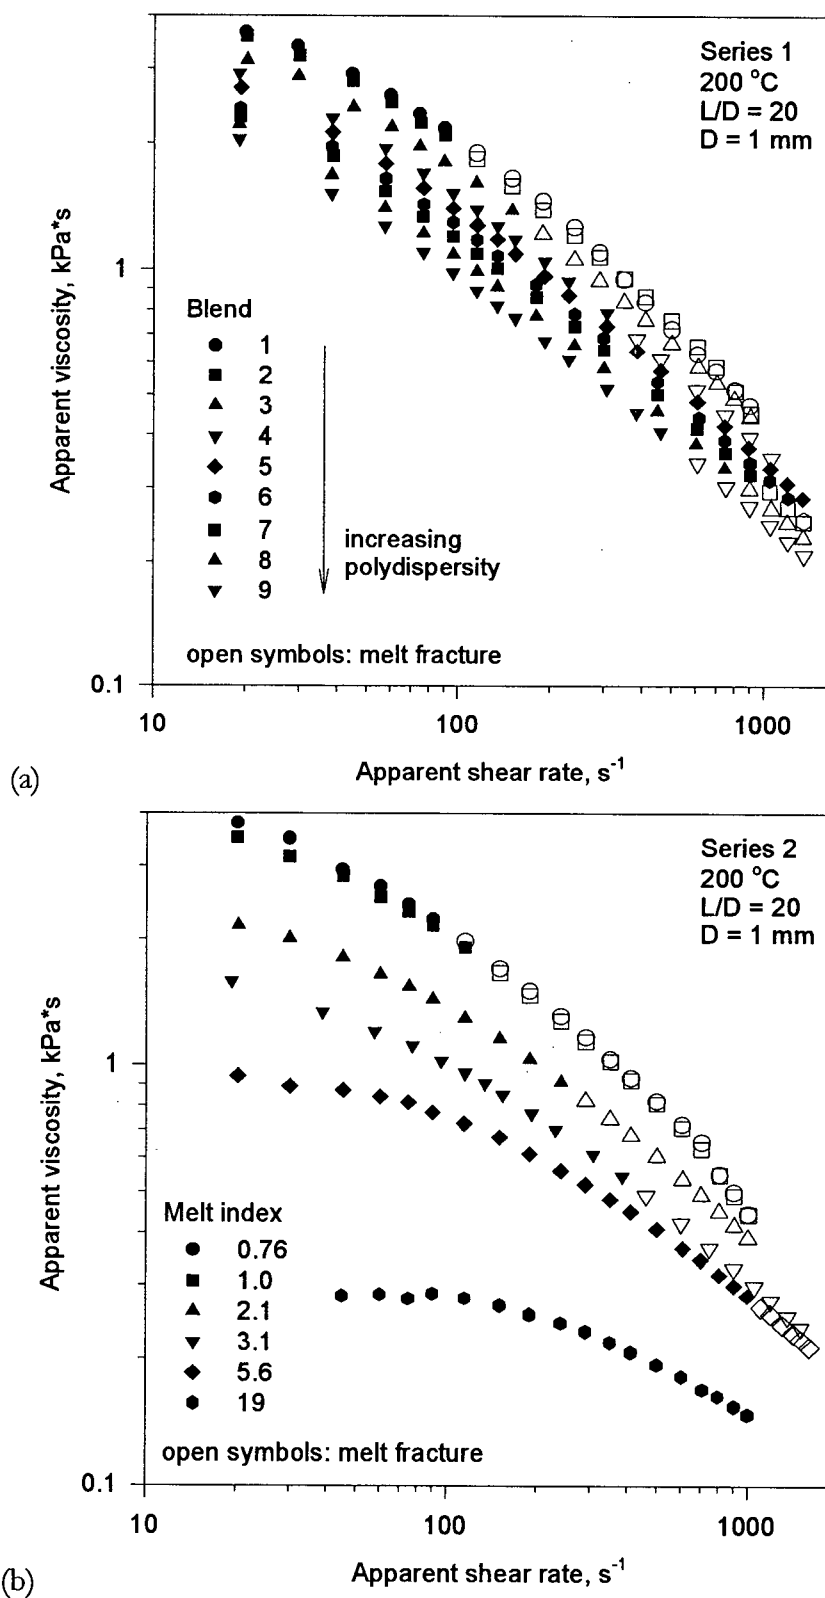 Series 1
200 °C
L/D = 20
D = 1 mm
Apparent viscosity, kPa*s
1
0.1
Blend
1
2
3
4
5
6
7
8
9
increasing
polydispersity
open symbols: melt fracture
10
100
1000
Apparent shear rate, s⁻¹
(a)
Series 2
200 °C
L/D = 20
D = 1 mm
Apparent viscosity, kPa*s
1
0.1
Melt index
0.76
1.0
2.1
3.1
5.6
19
open symbols: melt fracture
10
100
1000
Apparent shear rate, s⁻¹
(b)